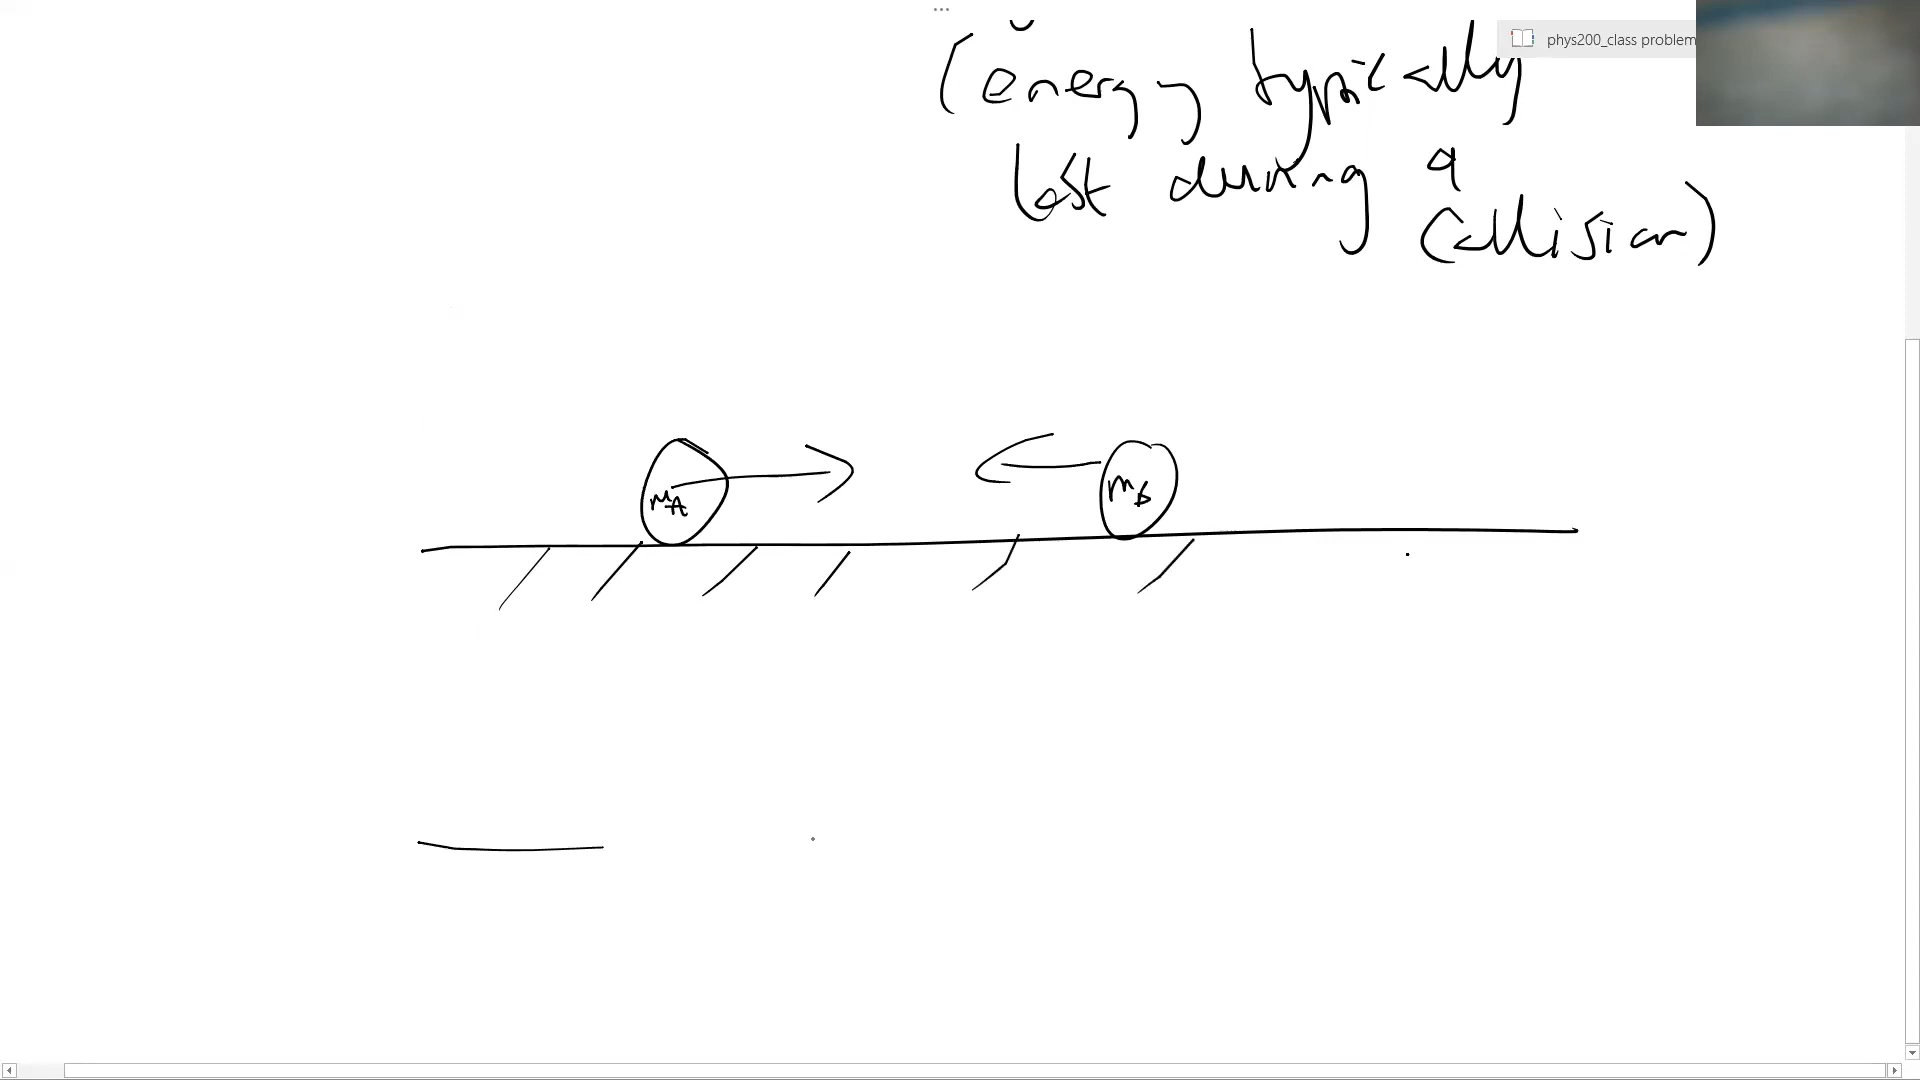 phys200_class problem
(energy typically
lost during a
collision)
mA
mB